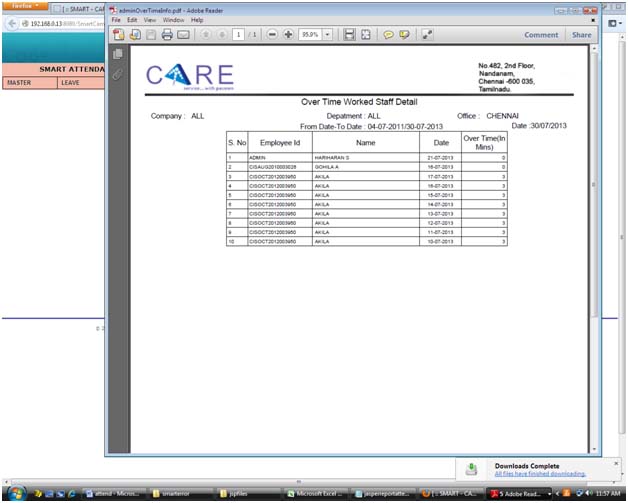 Firefox
[ :: SMART - CAR
adminOverTimeInfo.pdf - Adobe Reader
File Edit View Window Help
192.168.0.13:8080/SmartCare
1 / 1
95.9%
Comment Share
SMART ATTENDA
MASTER LEAVE
CARE
service... with passion
No.482, 2nd Floor,
Nandanam,
Chennai -600 035,
Tamilnadu.
Over Time Worked Staff Detail
Company : ALL Depatment : ALL Office : CHENNAI
From Date-To Date : 04-07-2011/30-07-2013 Date :30/07/2013
S. No Employee Id Name Date Over Time(In Mins)
1 ADMIN HARIHARAN S 21-07-2013 0
2 CISAUG2010003026 GOHILA A 16-07-2013 0
3 CISOCT2012003950 AKILA 17-07-2013 3
4 CISOCT2012003950 AKILA 16-07-2013 3
5 CISOCT2012003950 AKILA 15-07-2013 3
6 CISOCT2012003950 AKILA 14-07-2013 3
7 CISOCT2012003950 AKILA 13-07-2013 3
8 CISOCT2012003950 AKILA 12-07-2013 3
9 CISOCT2012003950 AKILA 11-07-2013 3
10 CISOCT2012003950 AKILA 10-07-2013 3
© 2
Downloads Complete
All files have finished downloading.
attend - Micros...
smarterror
jspfiles
Microsoft Excel ...
jasperreportatte...
[ :: SMART - CA...
5 Adobe Read...
11:57 AM